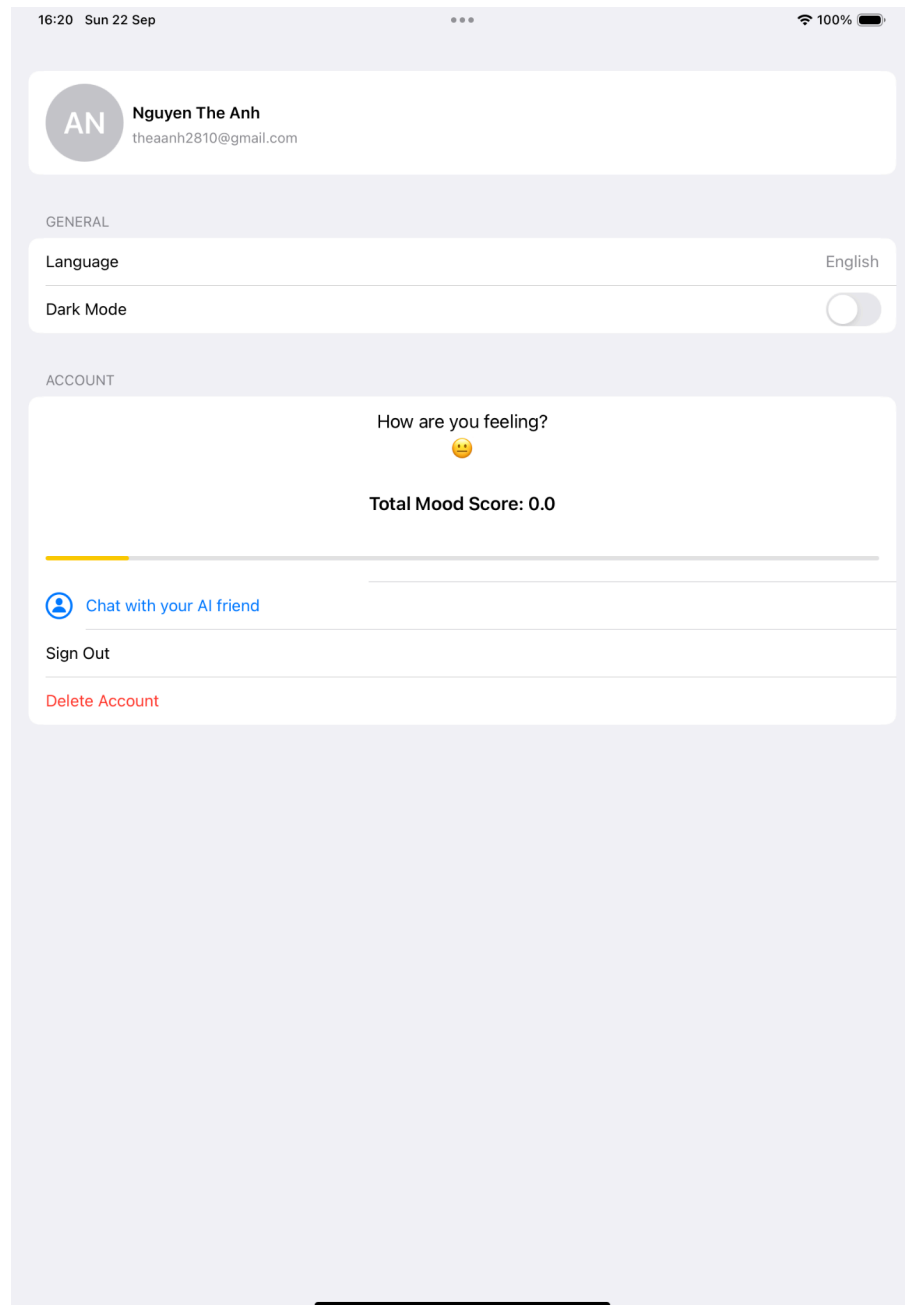 16:20 Sun 22 Sep 100%
AN
Nguyen The Anh
theaanh2810@gmail.com
GENERAL
Language English
Dark Mode
ACCOUNT
How are you feeling?
😐
Total Mood Score: 0.0
Chat with your AI friend
Sign Out
Delete Account